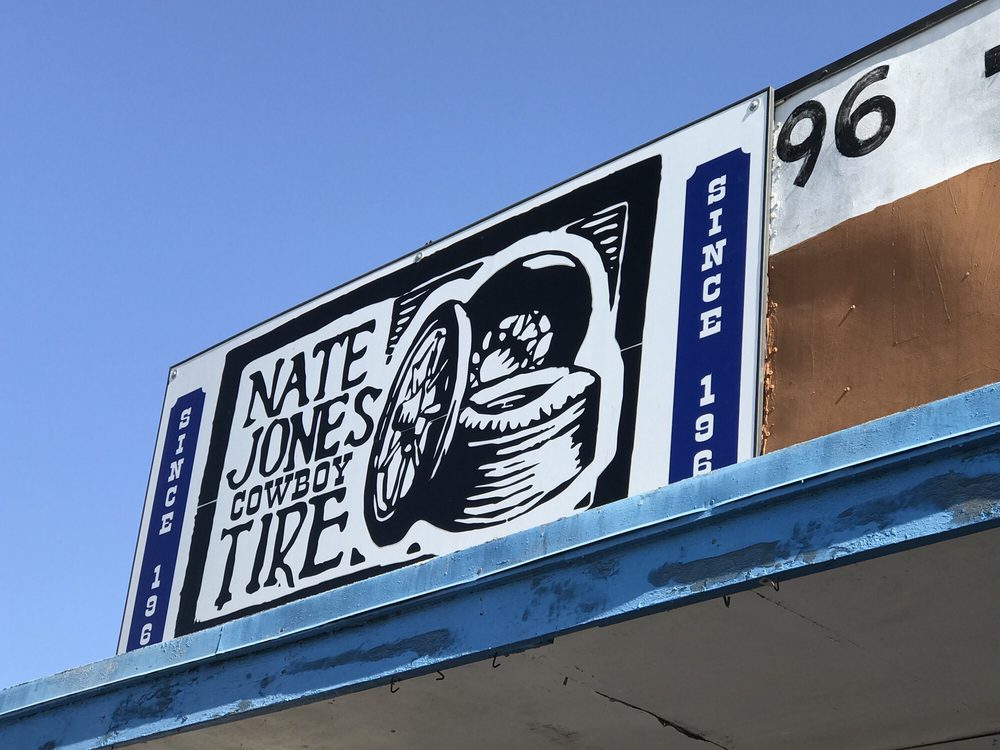 SINCE 196
NATE
JONES
COWBOY
TIRE.
SINCE 196
96